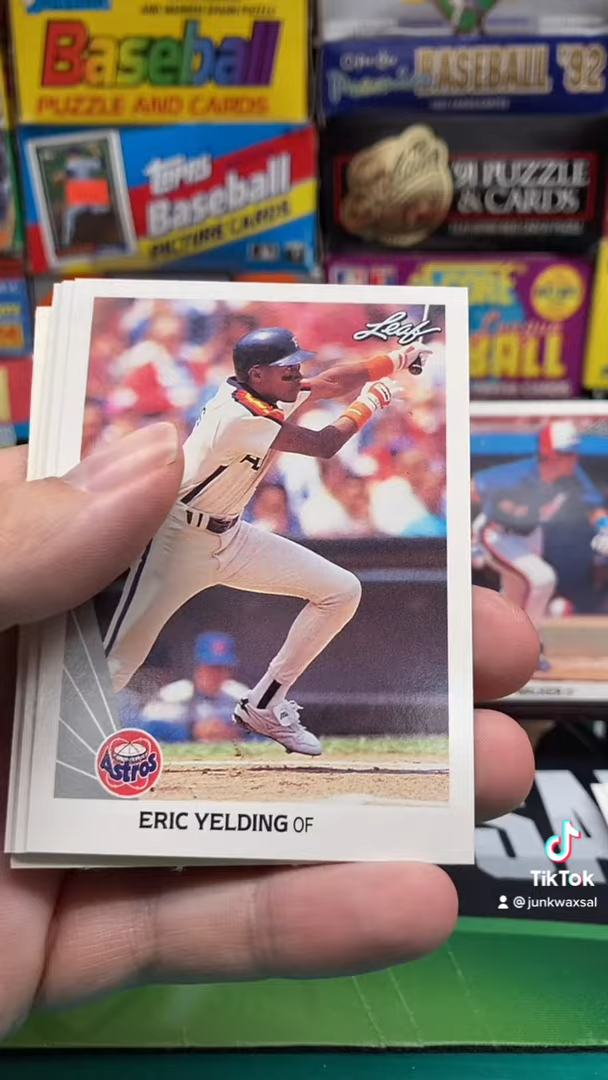 Baseball
PUZZLE AND CARDS
BASEBALL '92
Topps
Baseball
PICTURE CARDS
91 PUZZLE
& CARDS
BALL
Leaf
Astros
ERIC YELDING OF
TikTok
@junkwaxsal